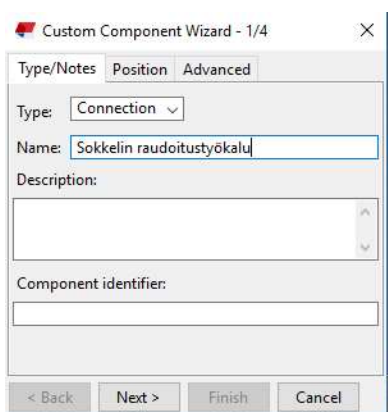 Custom Component Wizard - 1/4
Type/Notes Position Advanced
Type: Connection
Name: Sokkelin raudoitustyökalu
Description:
Component identifier:
< Back Next > Finish Cancel